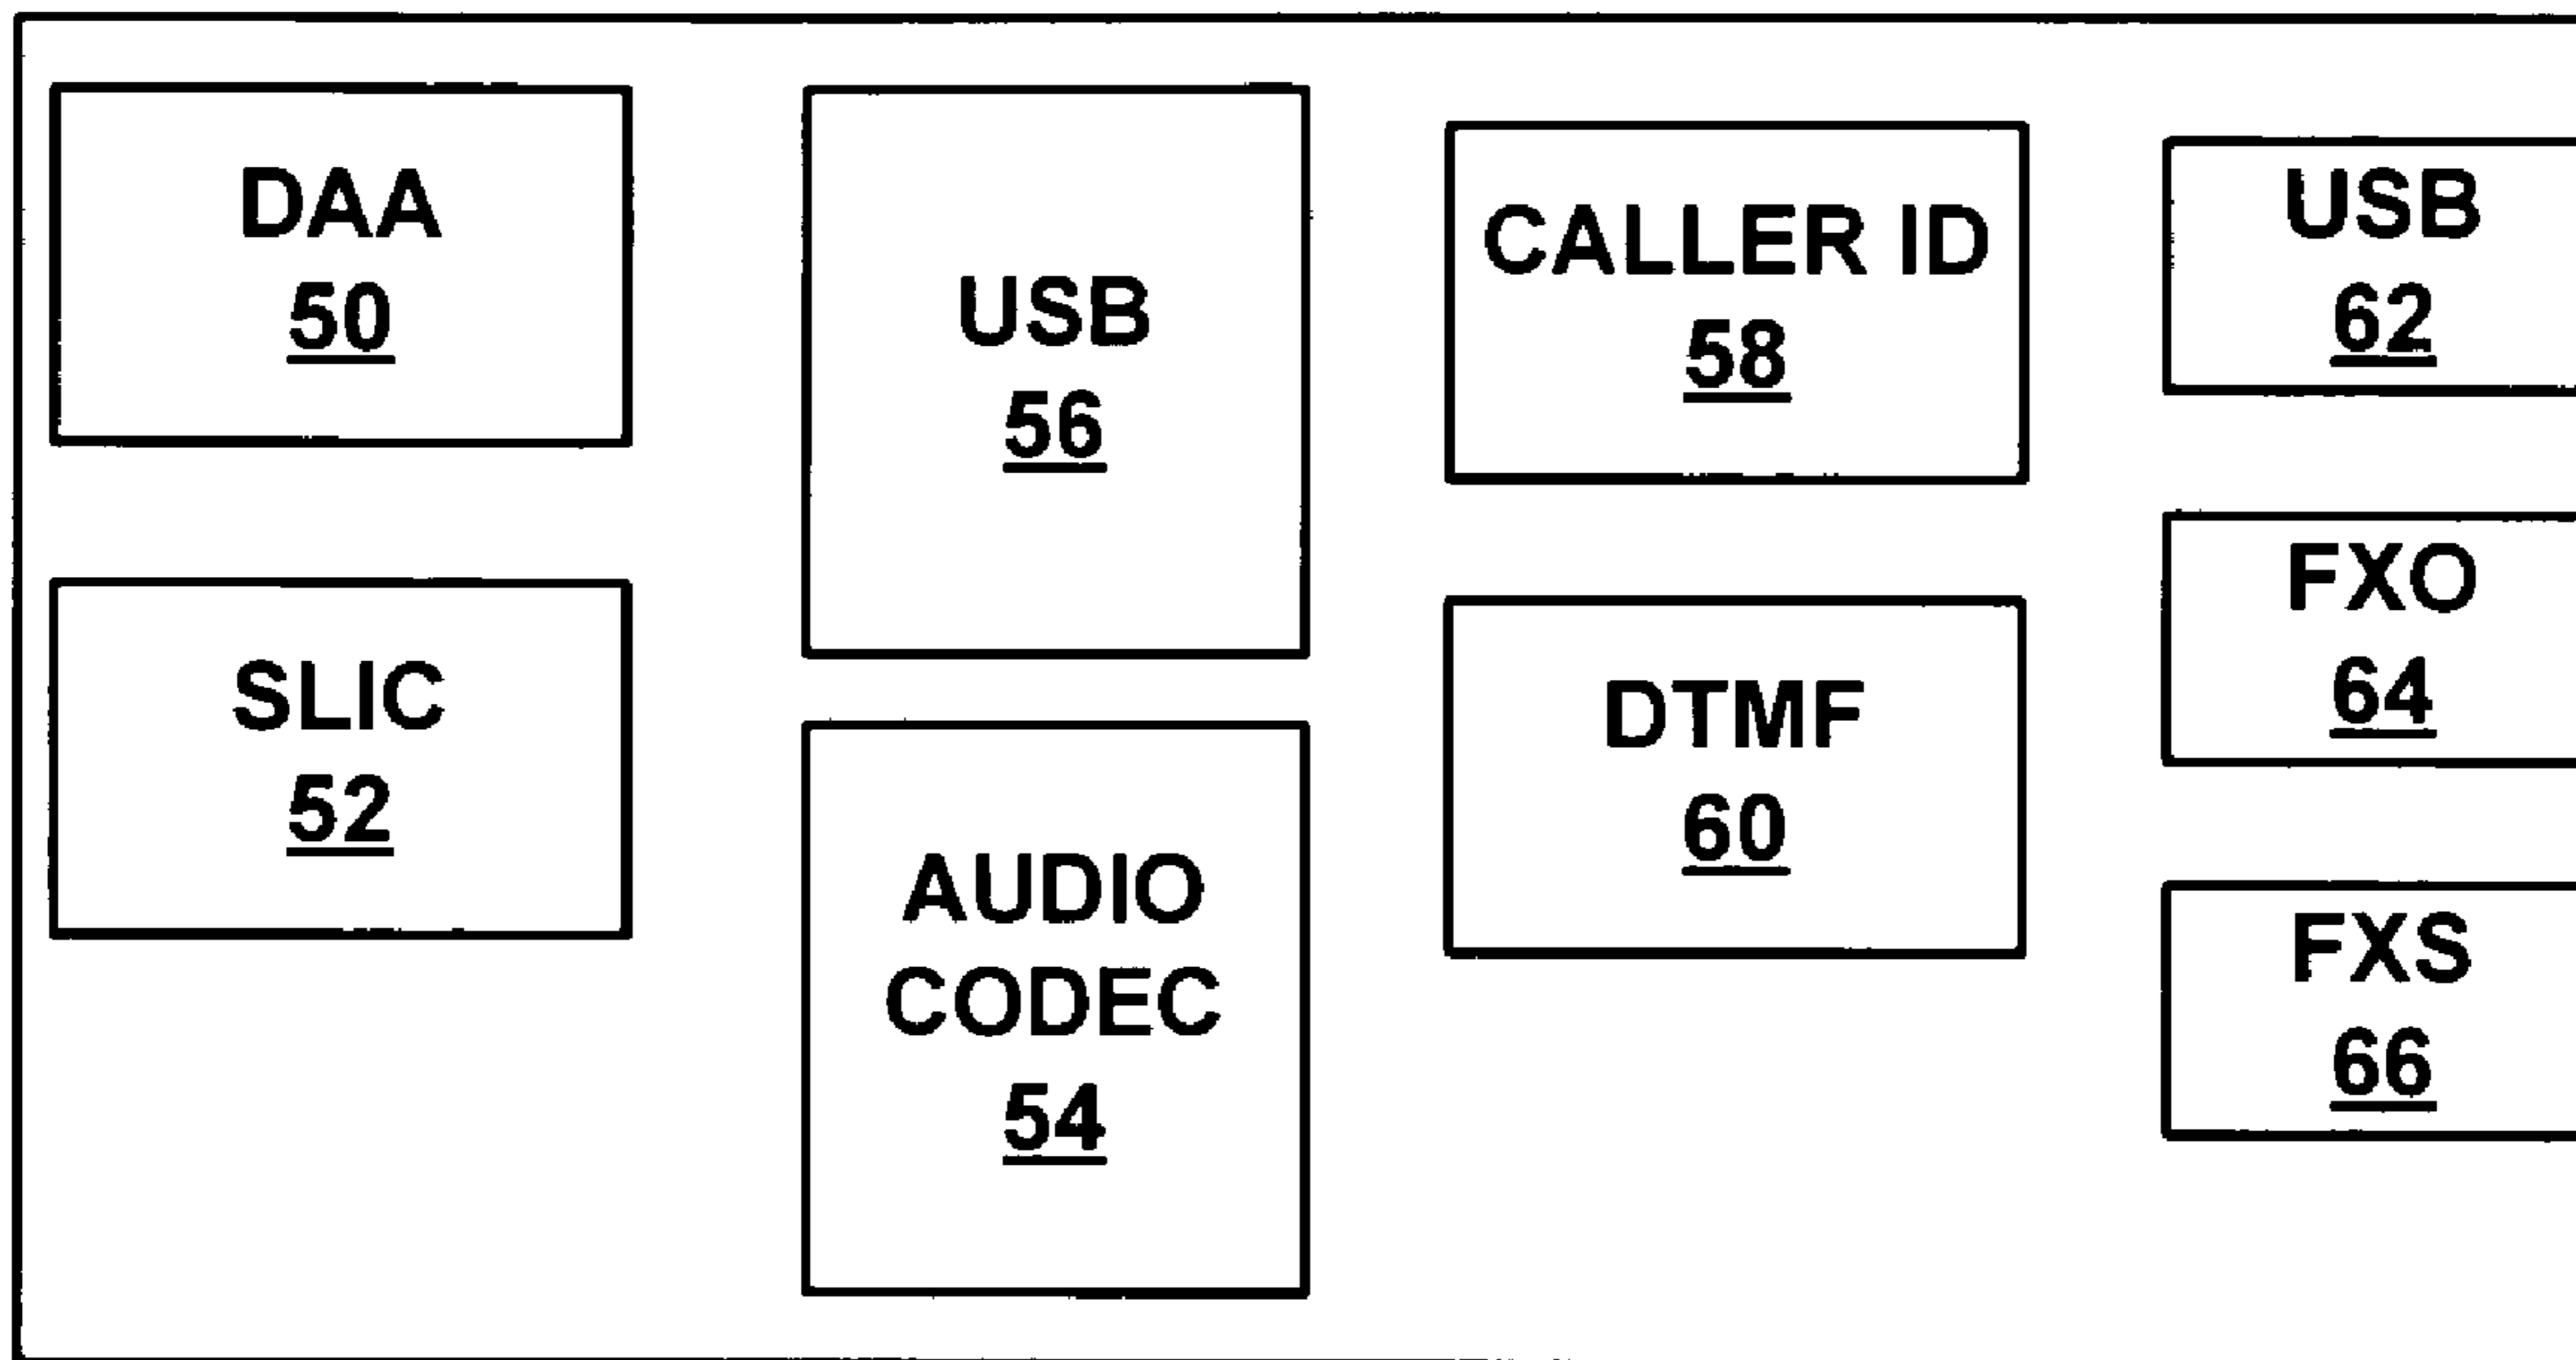 DAA
50
SLIC
52
USB
56
AUDIO
CODEC
54
CALLER ID
58
DTMF
60
USB
62
FXO
64
FXS
66